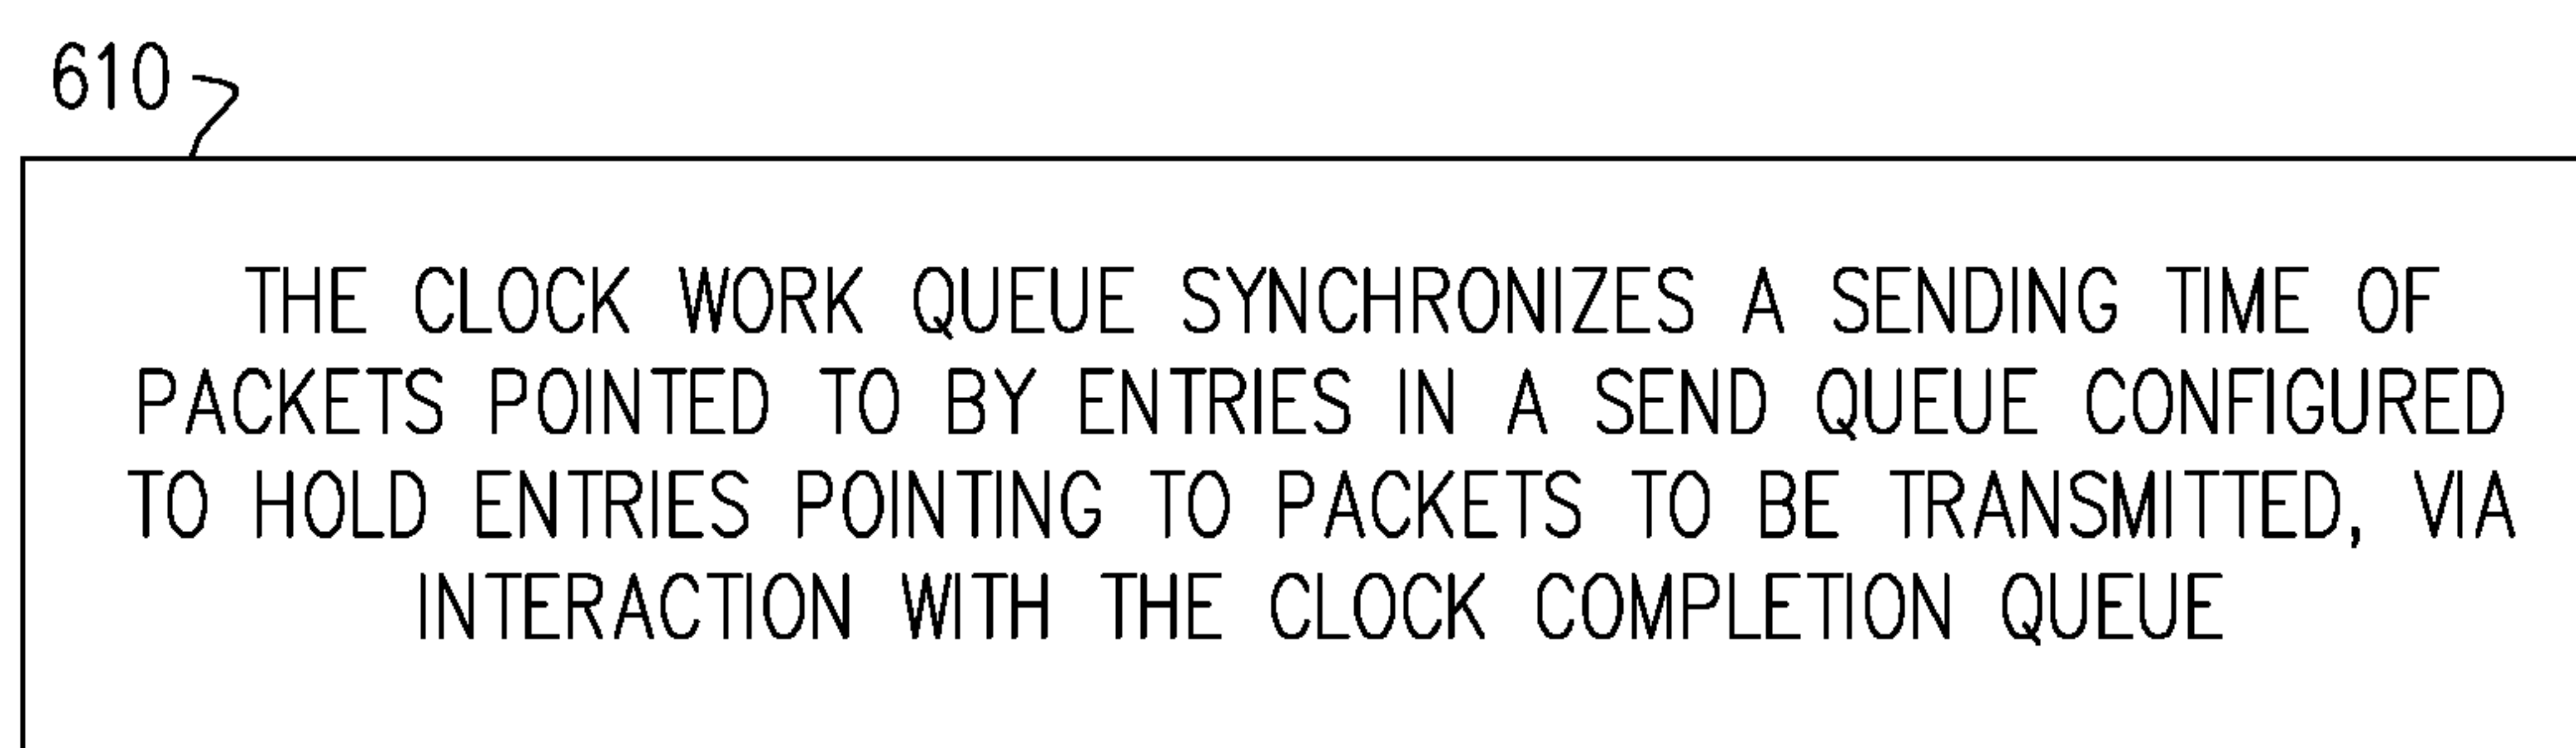 610
THE CLOCK WORK QUEUE SYNCHRONIZES A SENDING TIME OF
PACKETS POINTED TO BY ENTRIES IN A SEND QUEUE CONFIGURED
TO HOLD ENTRIES POINTING TO PACKETS TO BE TRANSMITTED, VIA
INTERACTION WITH THE CLOCK COMPLETION QUEUE